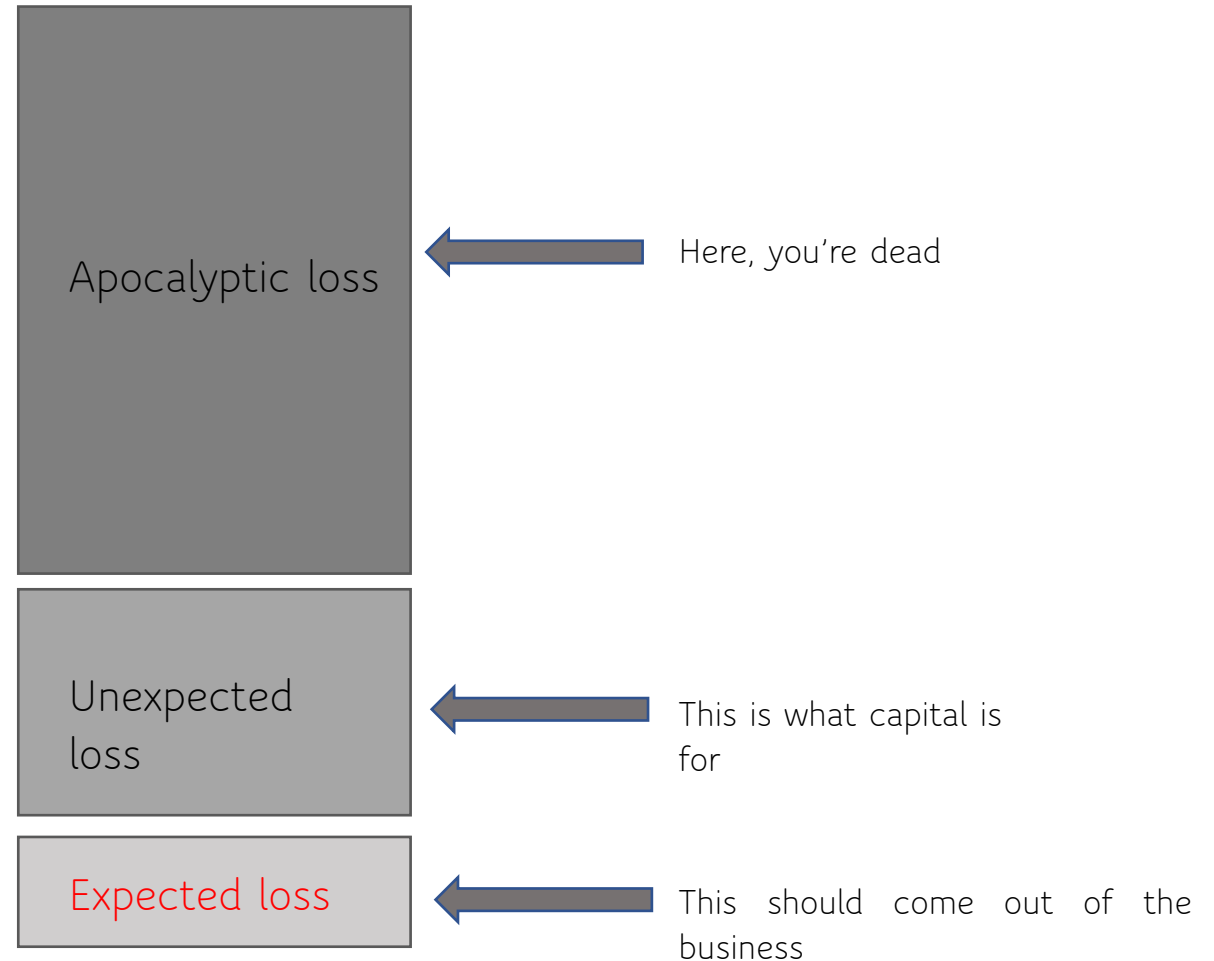 Apocalyptic loss
Here, you're dead
Unexpected
loss
This is what capital is
for
Expected loss
This should come out of the
business